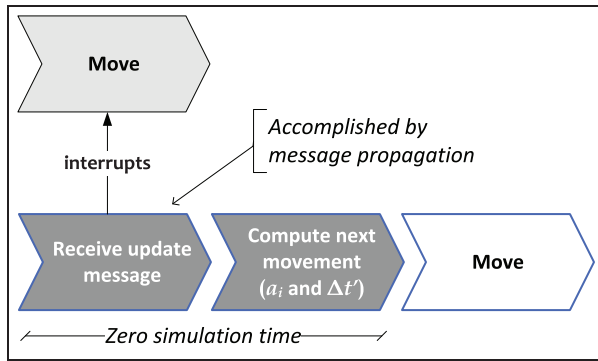 Move
Accomplished by
message propagation
interrupts
Receive update
message
Compute next
movement
(aᵢ and Δt′)
Move
Zero simulation time